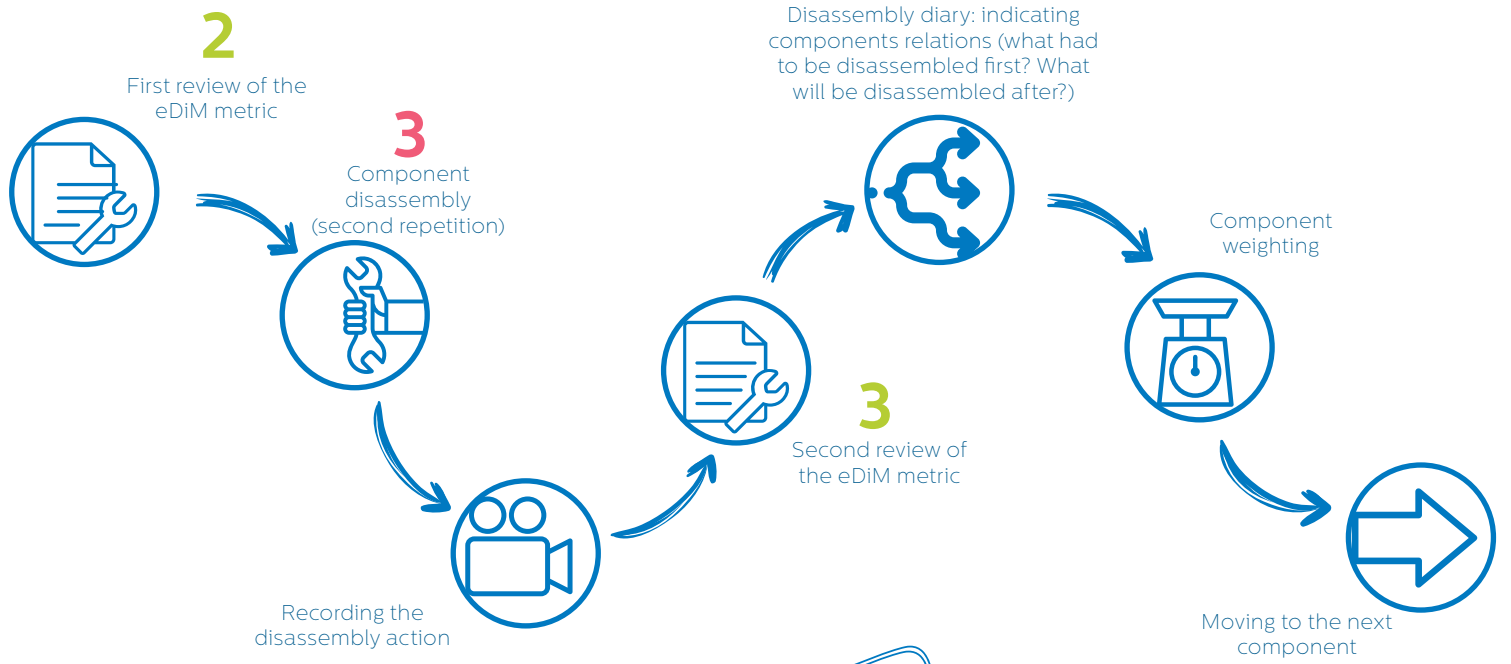 2
First review of the
eDiM metric
3
Component
disassembly
(second repetition)
Recording the
disassembly action
3
Second review of
the eDiM metric
Disassembly diary: indicating
components relations (what had
to be disassembled first? What
will be disassembled after?)
Component
weighting
Moving to the next
component